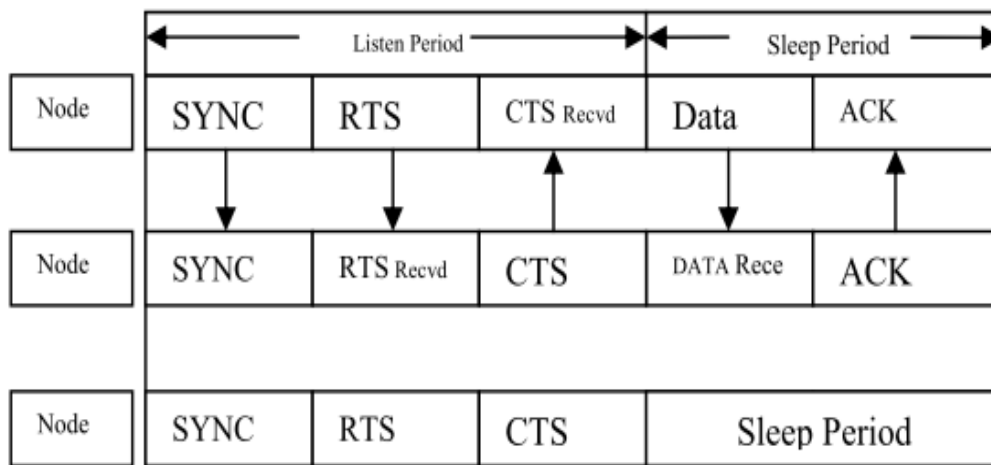 Listen Period Sleep Period
Node SYNC RTS CTS Recvd Data ACK
Node SYNC RTS Recvd CTS DATA Rece ACK
Node SYNC RTS CTS Sleep Period